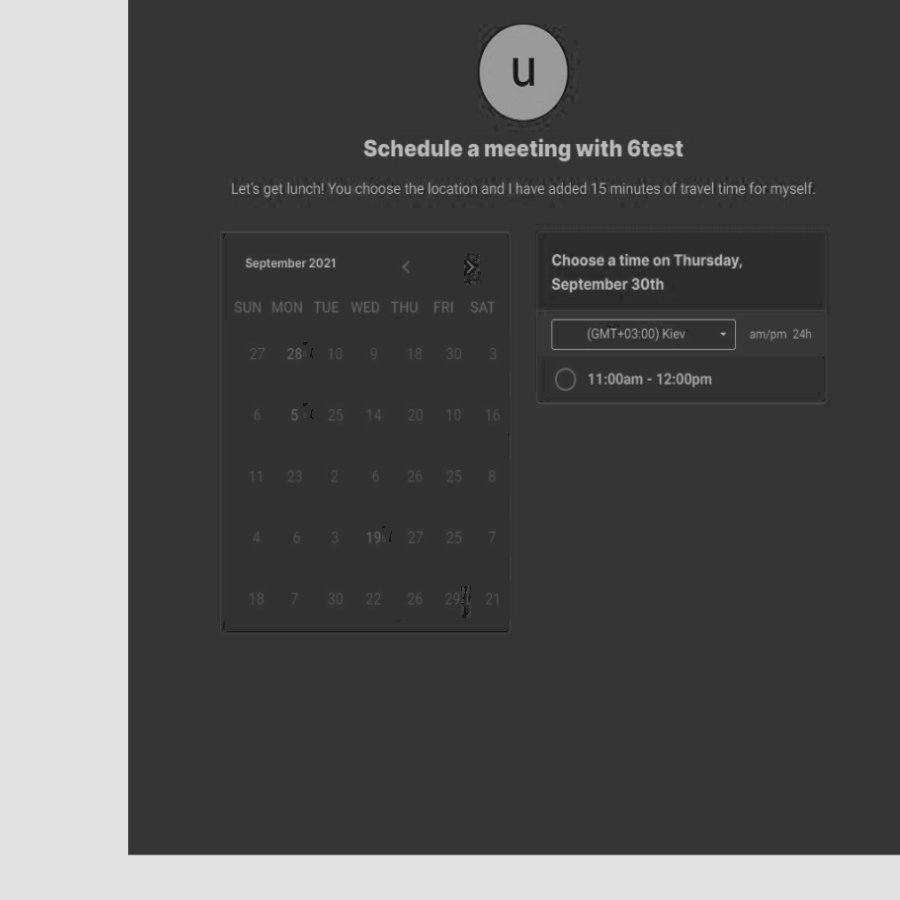 u
Schedule a meeting with 6test
Let's get lunch! You choose the location and I have added 15 minutes of travel time for myself.
September 2021
SUN MON TUE WED THU FRI SAT
27 28 10 9 18 30 3
6 5 25 14 20 10 16
11 23 2 6 26 25 8
4 6 3 19 27 25 7
18 7 30 22 26 29 21
Choose a time on Thursday,
September 30th
(GMT+03:00) Kiev am/pm 24h
11:00am - 12:00pm